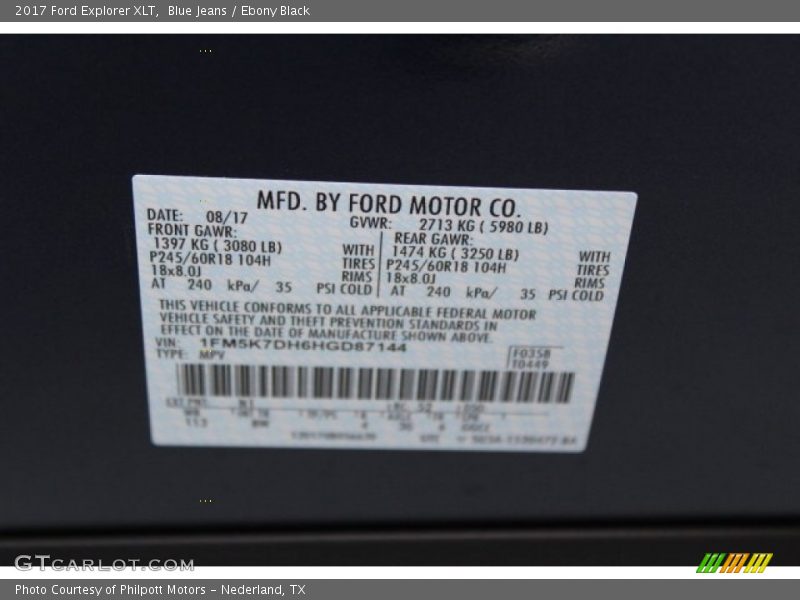 2017 Ford Explorer XLT,  Blue Jeans / Ebony Black
MFD. BY FORD MOTOR CO.
DATE: 08/17
GVWR: 2713 KG ( 5980 LB)
FRONT GAWR:
REAR GAWR:
1397 KG ( 3080 LB) WITH
1474 KG ( 3250 LB) WITH
P245/60R18 104H TIRES
P245/60R18 104H TIRES
18x8.0J RIMS
18x8.0J RIMS
AT 240 kPa/ 35 PSI COLD
AT 240 kPa/ 35 PSI COLD
THIS VEHICLE CONFORMS TO ALL APPLICABLE FEDERAL MOTOR
VEHICLE SAFETY AND THEFT PREVENTION STANDARDS IN
EFFECT ON THE DATE OF MANUFACTURE SHOWN ABOVE.
VIN: 1FM5K7DH6HGD87144
TYPE: MPV
F0358
T0449
EXT PNT: N1
113
GTCARLOT.COM
Photo Courtesy of Philpott Motors – Nederland, TX